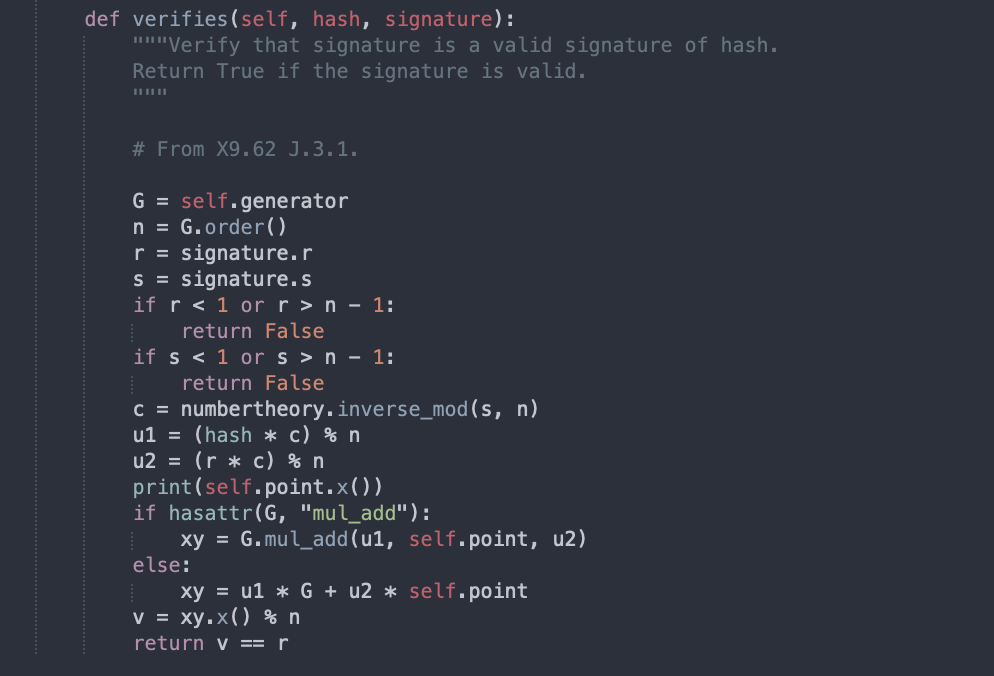 def verifies(self, hash, signature):
"""Verify that signature is a valid signature of hash.
Return True if the signature is valid.
"""
# From X9.62 J.3.1.
G = self.generator
n = G.order()
r = signature.r
s = signature.s
if r < 1 or r > n - 1:
return False
if s < 1 or s > n - 1:
return False
c = numbertheory.inverse_mod(s, n)
u1 = (hash * c) % n
u2 = (r * c) % n
print(self.point.x())
if hasattr(G, "mul_add"):
xy = G.mul_add(u1, self.point, u2)
else:
xy = u1 * G + u2 * self.point
v = xy.x() % n
return v == r